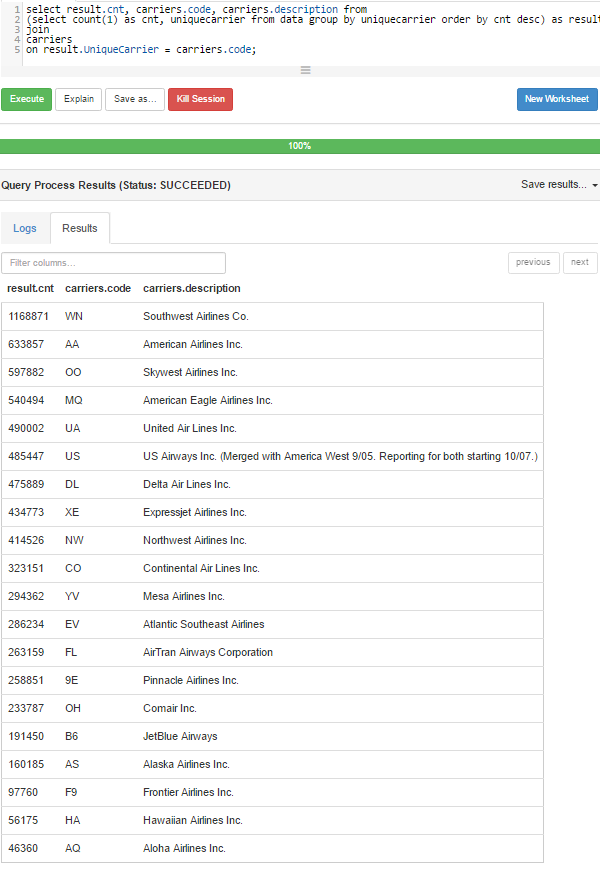 1 select result.cnt, carriers.code, carriers.description from
2 (select count(1) as cnt, uniquecarrier from data group by uniquecarrier order by cnt desc) as result
3 join
4 carriers
5 on result.UniqueCarrier = carriers.code;
Execute Explain Save as... Kill Session New Worksheet
100%
Query Process Results (Status: SUCCEEDED) Save results...
Logs Results
Filter columns... previous next
result.cnt carriers.code carriers.description
1168871 WN Southwest Airlines Co.
633857 AA American Airlines Inc.
597882 OO Skywest Airlines Inc.
540494 MQ American Eagle Airlines Inc.
490002 UA United Air Lines Inc.
485447 US US Airways Inc. (Merged with America West 9/05. Reporting for both starting 10/07.)
475889 DL Delta Air Lines Inc.
434773 XE Expressjet Airlines Inc.
414526 NW Northwest Airlines Inc.
323151 CO Continental Air Lines Inc.
294362 YV Mesa Airlines Inc.
286234 EV Atlantic Southeast Airlines
263159 FL AirTran Airways Corporation
258851 9E Pinnacle Airlines Inc.
233787 OH Comair Inc.
191450 B6 JetBlue Airways
160185 AS Alaska Airlines Inc.
97760 F9 Frontier Airlines Inc.
56175 HA Hawaiian Airlines Inc.
46360 AQ Aloha Airlines Inc.